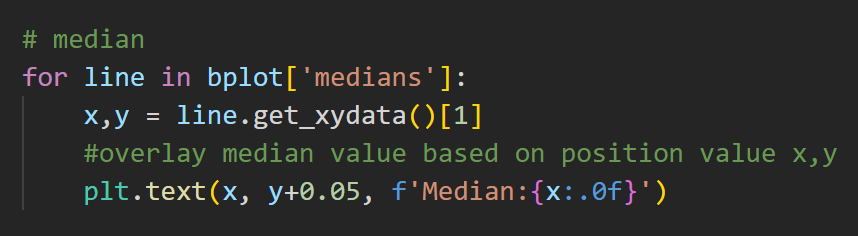 # median
for line in bplot['medians']:
    x,y = line.get_xydata()[1]
    #overlay median value based on position value x,y
    plt.text(x, y+0.05, f'Median:{x:.0f}')